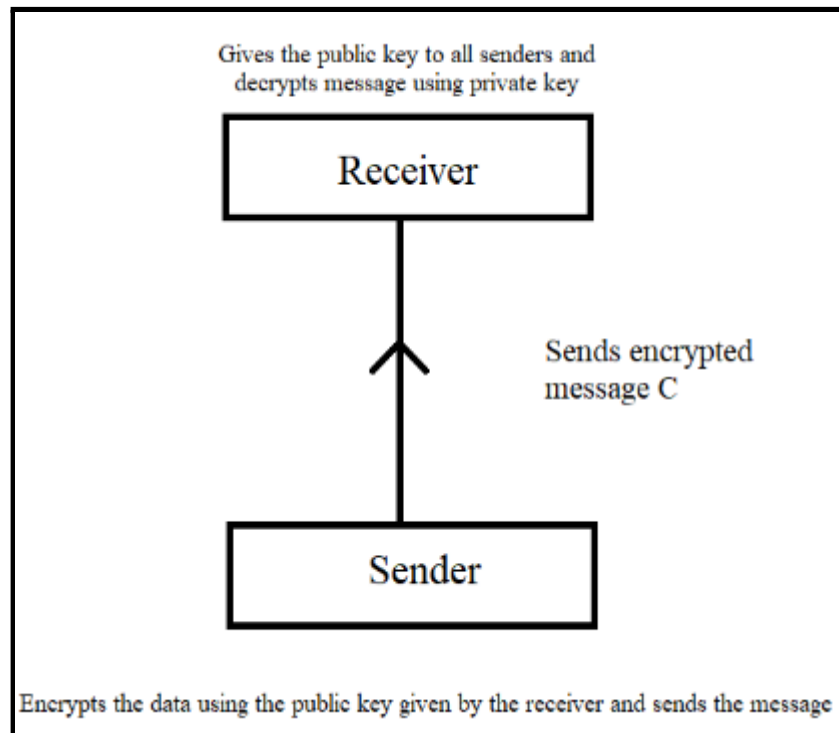 Gives the public key to all senders and
decrypts message using private key
Receiver
Sends encrypted
message C
Sender
Encrypts the data using the public key given by the receiver and sends the message